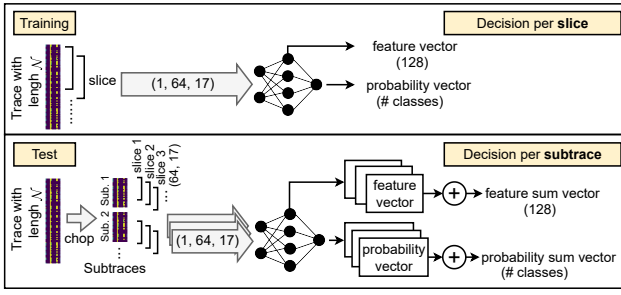 Training
Decision per slice
Trace with
lengh 𝒩
slice
(1, 64, 17)
feature vector
(128)
probability vector
(# classes)
Test
Decision per subtrace
Trace with
lengh 𝒩
chop
Sub. 1
Sub. 2
...
Subtraces
slice 1
slice 2
slice 3
...
(64, 17)
(1, 64, 17)
feature
vector
+
feature sum vector
(128)
probability
vector
+
probability sum vector
(# classes)